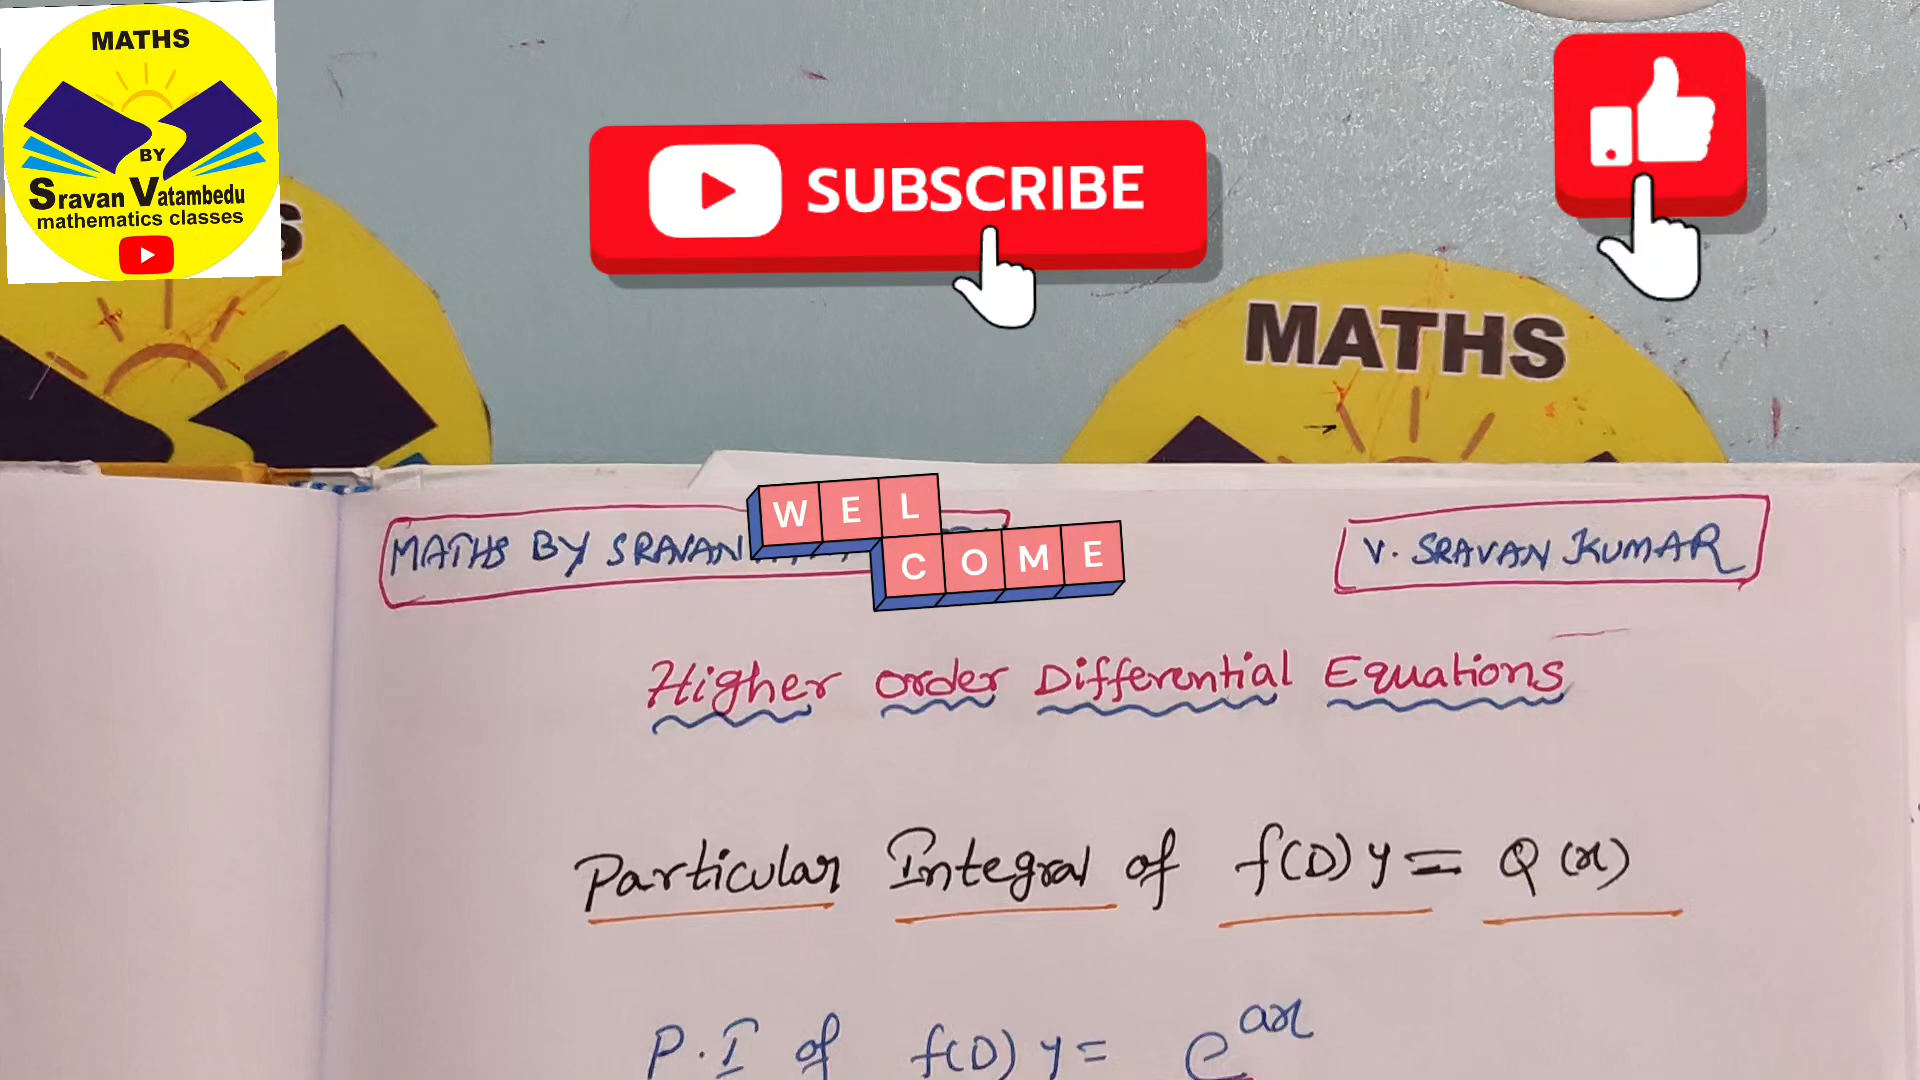 MATHS
BY
Sravan Vatambedu
mathematics classes
SUBSCRIBE
S
MATHS
WEL
COME
MATHS BY SRAVAN
V. SRAVAN KUMAR
Higher order Differential Equations
Particular Integral of f(D) y = Q(x)
P.I of f(D) y = e^ax